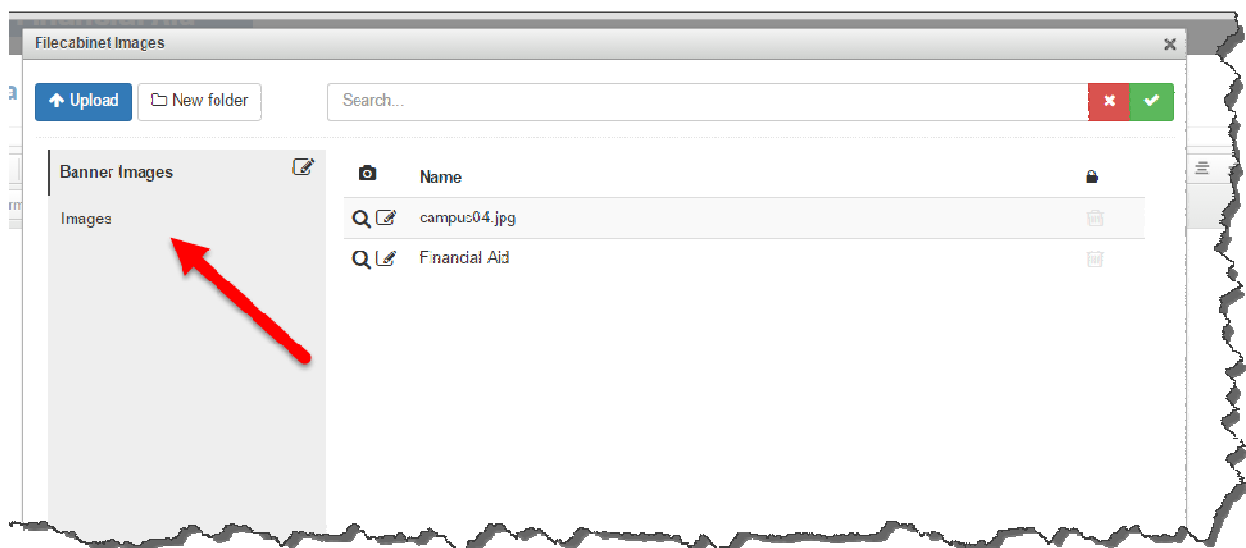 Filecabinet Images
Upload
New folder
Search...
Banner Images
Images
Name
campus04.jpg
Financial Aid